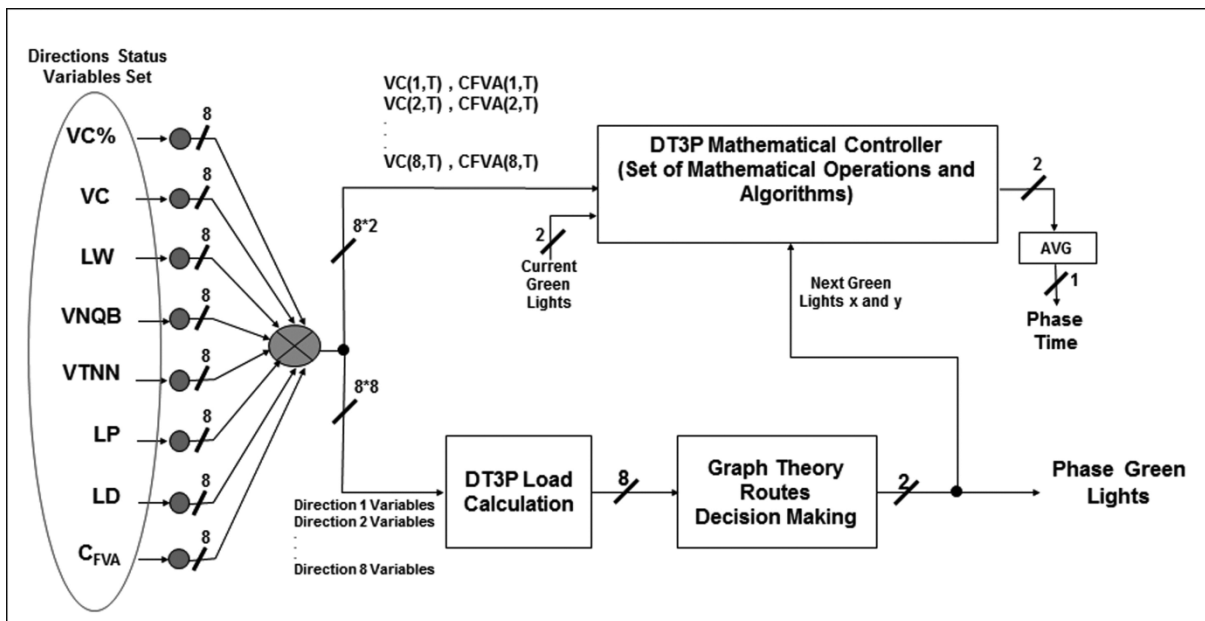 Directions Status
Variables Set
VC%
8
VC
8
LW
8
VNQB
8
VTNN
8
LP
8
LD
8
CFVA
8
VC(1,T) , CFVA(1,T)
VC(2,T) , CFVA(2,T)
.
.
.
VC(8,T) , CFVA(8,T)
8*2
8*8
2
Current
Green
Lights
DT3P Mathematical Controller
(Set of Mathematical Operations and
Algorithms)
2
AVG
1
Phase
Time
Next Green
Lights x and y
Direction 1 Variables
Direction 2 Variables
.
.
.
Direction 8 Variables
DT3P Load
Calculation
8
Graph Theory
Routes
Decision Making
2
Phase Green
Lights